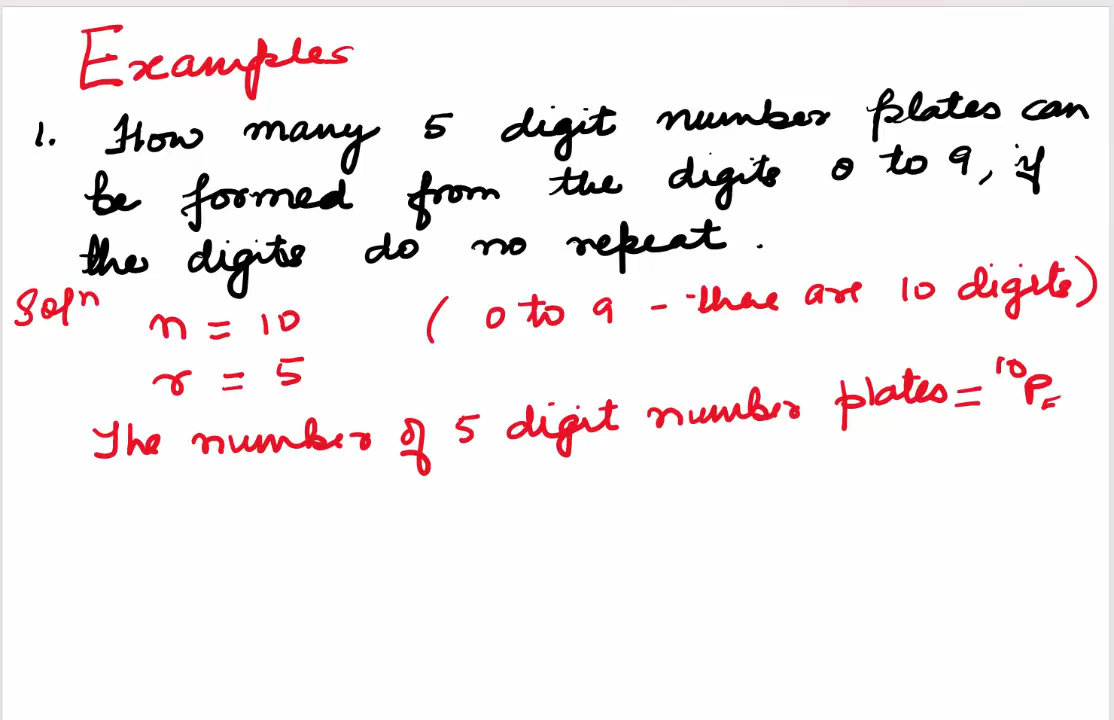 Examples
1. How many 5 digit number plates can
be formed from the digits 0 to 9, if
the digits do no repeat.
Solⁿ n = 10 ( 0 to 9 - there are 10 digits)
r = 5
The number of 5 digit number plates = ¹⁰P